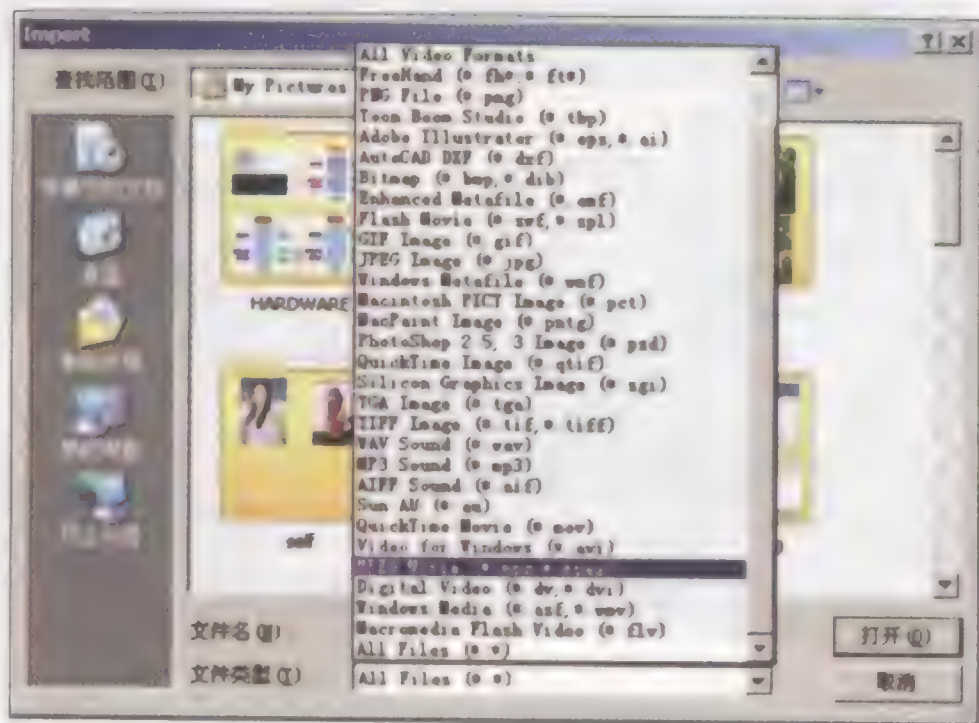 Import
查找范围(I)
My Pictures
All Video Formats
FreeHand (*.fh*,*.ft*)
PNG File (*.png)
Toon Boom Studio (*.tbp)
Adobe Illustrator (*.eps,*.ai)
AutoCAD DXF (*.dxf)
Bitmap (*.bmp,*.dib)
Enhanced Metafile (*.emf)
Flash Movie (*.swf,*.spl)
GIF Image (*.gif)
JPEG Image (*.jpg)
Windows Metafile (*.wmf)
Macintosh PICT Image (*.pct)
MacPaint Image (*.pntg)
PhotoShop 2.5, 3 Image (*.psd)
QuickTime Image (*.qtif)
Silicon Graphics Image (*.sgi)
TGA Image (*.tga)
TIFF Image (*.tif,*.tiff)
WAV Sound (*.wav)
MP3 Sound (*.mp3)
AIFF Sound (*.aif)
Sun AU (*.au)
QuickTime Movie (*.mov)
Video for Windows (*.avi)
Digital Video (*.dv,*.dvi)
Windows Media (*.asf,*.wmv)
Macromedia Flash Video (*.flv)
All Files (*.*)
HARDWARE
self
文件名(N)
打开(O)
文件类型(T)
All Files (*.*)
取消